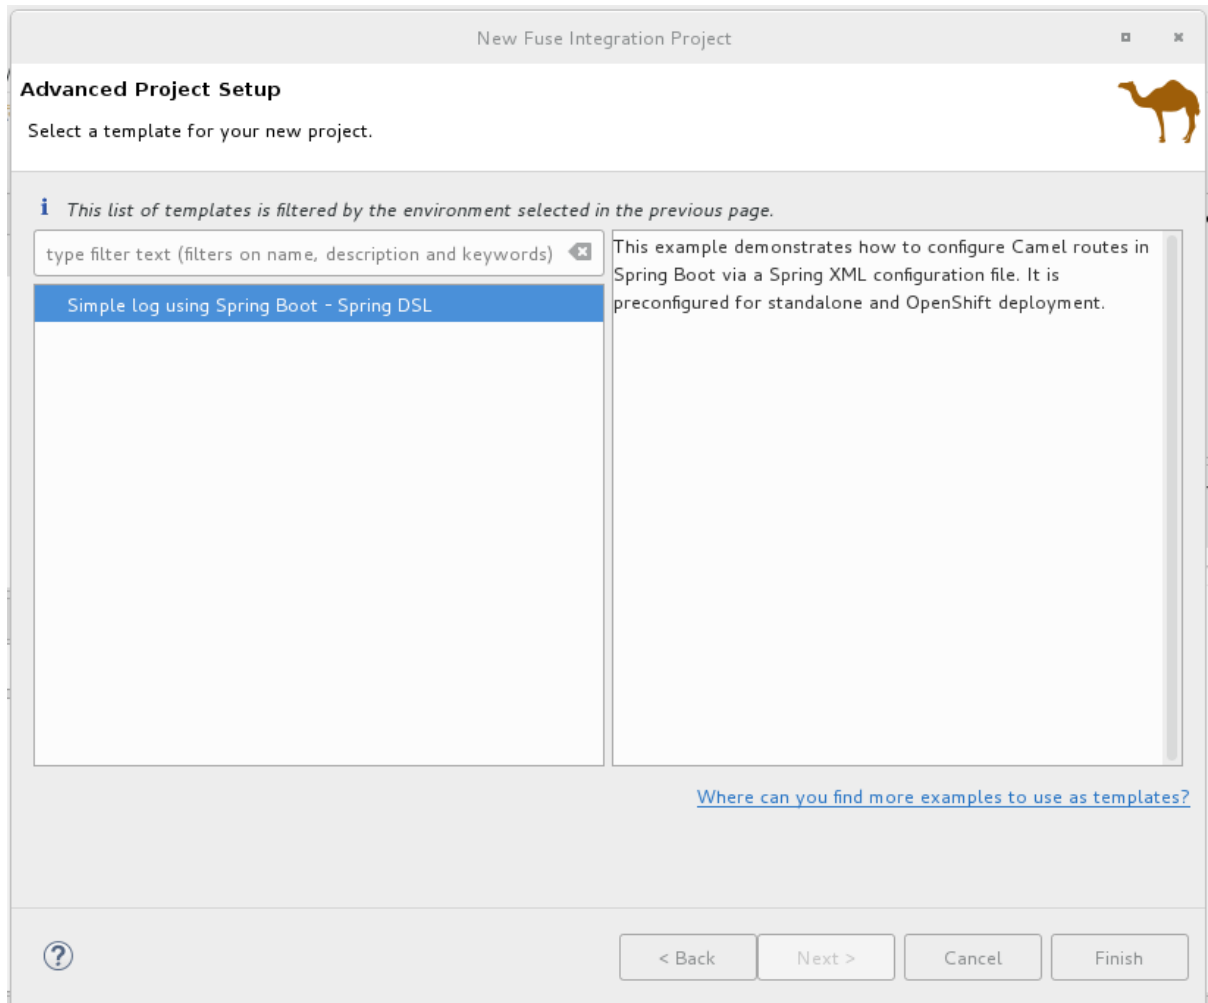 New Fuse Integration Project
Advanced Project Setup
Select a template for your new project.
This list of templates is filtered by the environment selected in the previous page.
type filter text (filters on name, description and keywords)
Simple log using Spring Boot - Spring DSL
This example demonstrates how to configure Camel routes in
Spring Boot via a Spring XML configuration file. It is
preconfigured for standalone and OpenShift deployment.
Where can you find more examples to use as templates?
< Back
Next >
Cancel
Finish